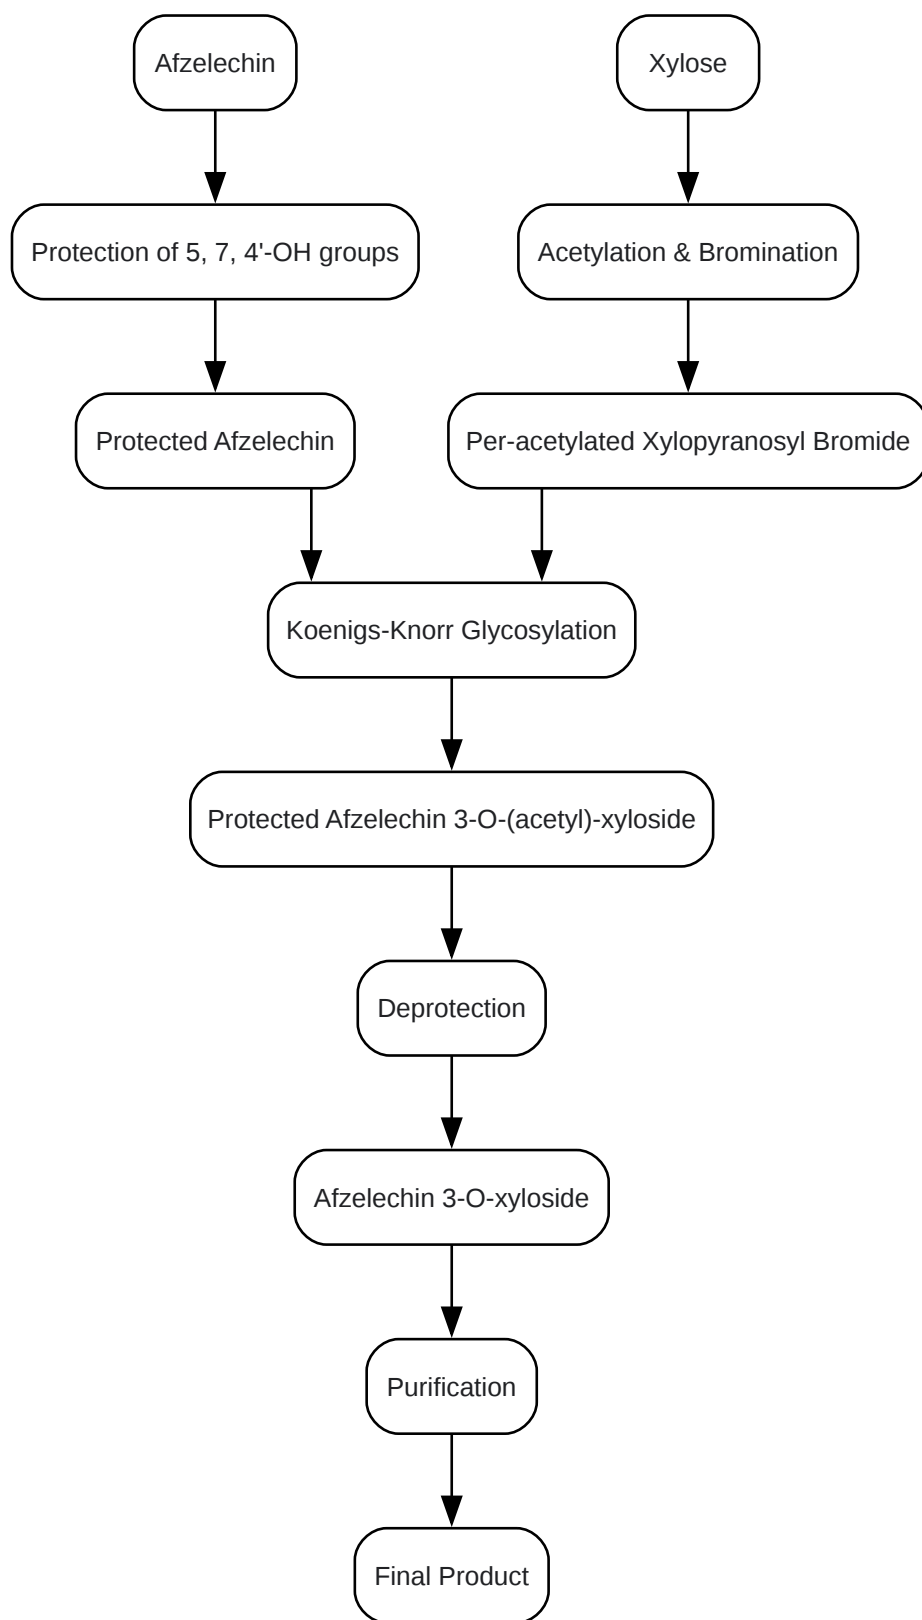 Afzelechin
Xylose
Protection of 5, 7, 4'-OH groups
Acetylation & Bromination
Protected Afzelechin
Per-acetylated Xylopyranosyl Bromide
Koenigs-Knorr Glycosylation
Protected Afzelechin 3-O-(acetyl)-xyloside
Deprotection
Afzelechin 3-O-xyloside
Purification
Final Product